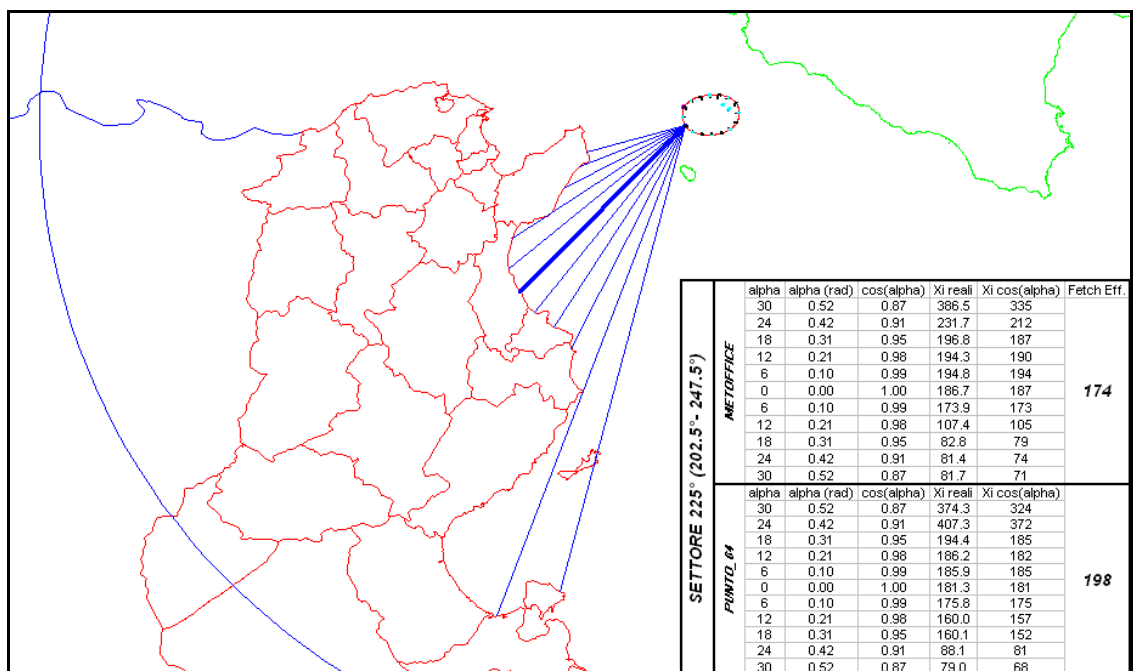 SETTORE 225° (202.5°- 247.5°)
METOFFICE
alpha alpha (rad) cos(alpha) Xi reali Xi cos(alpha) Fetch Eff.
30 0.52 0.87 386.5 335
24 0.42 0.91 231.7 212
18 0.31 0.95 196.8 187
12 0.21 0.98 194.3 190
6 0.10 0.99 194.8 194
0 0.00 1.00 186.7 187
174
6 0.10 0.99 173.9 173
12 0.21 0.98 107.4 105
18 0.31 0.95 82.8 79
24 0.42 0.91 81.4 74
30 0.52 0.87 81.7 71
PUNTO_64
alpha alpha (rad) cos(alpha) Xi reali Xi cos(alpha)
30 0.52 0.87 374.3 324
24 0.42 0.91 407.3 372
18 0.31 0.95 194.4 185
12 0.21 0.98 186.2 182
6 0.10 0.99 185.9 185
198
0 0.00 1.00 181.3 181
6 0.10 0.99 175.8 175
12 0.21 0.98 160.0 157
18 0.31 0.95 160.1 152
24 0.42 0.91 88.1 81
30 0.52 0.87 79.0 68